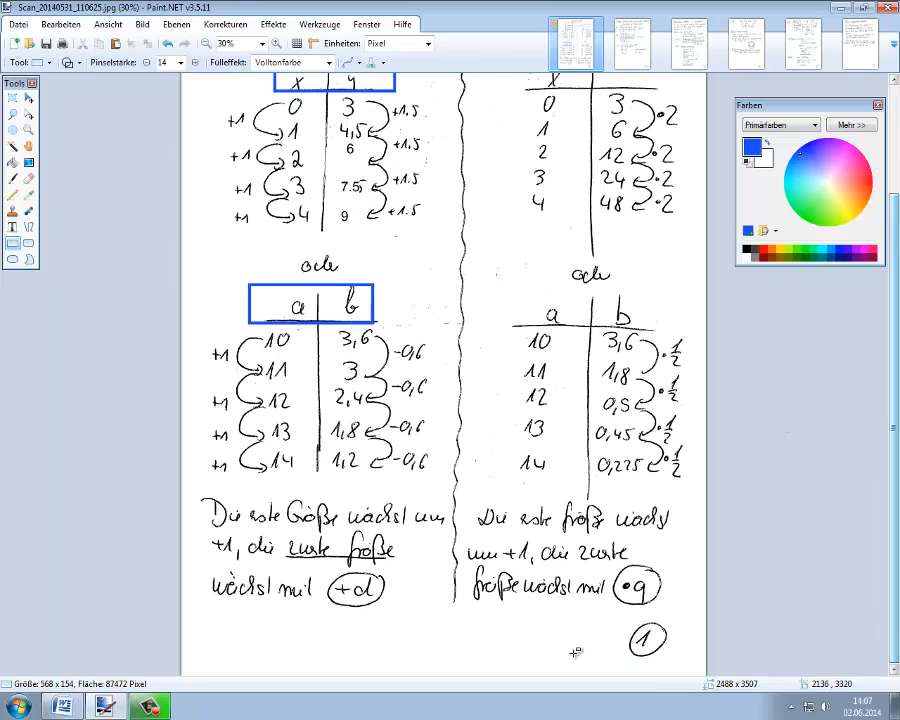 Scan_20140531_110625.jpg (30%) - Paint.NET v3.5.11
Datei Bearbeiten Ansicht Bild Ebenen Korrekturen Effekte Werkzeuge Fenster Hilfe
30% Einheiten: Pixel
Tool: Pinselstärke: 14 Fülleffekt: Volltonfarbe
Tools
Farben
Primärfarben Mehr >>
x y
0 3
+1 +1,5
1 4,5
+1 6 +1,5
2
+1 3 7.5 +1.5
+1 4 9 +1.5
oder
a b
10 3,6
+1 -0,6
11 3
+1 -0,6
12 2,4
+1 -0,6
13 1,8
+1 -0,6
14 1,2
Die erste Größe wächst um
+1, die zweite Größe
wächst mit +d
x
0 3
·2
1 6
·2
2 12
·2
3 24
·2
4 48
oder
a b
10 3,6
·1/2
11 1,8
·1/2
12 0,9
·1/2
13 0,45
·1/2
14 0,225
Die erste Größe wächst
um +1, die zweite
Größe wächst mit ·q
1
Größe: 568 x 154, Fläche: 87472 Pixel
2488 x 3507
2136, 3320
14:07
02.06.2014